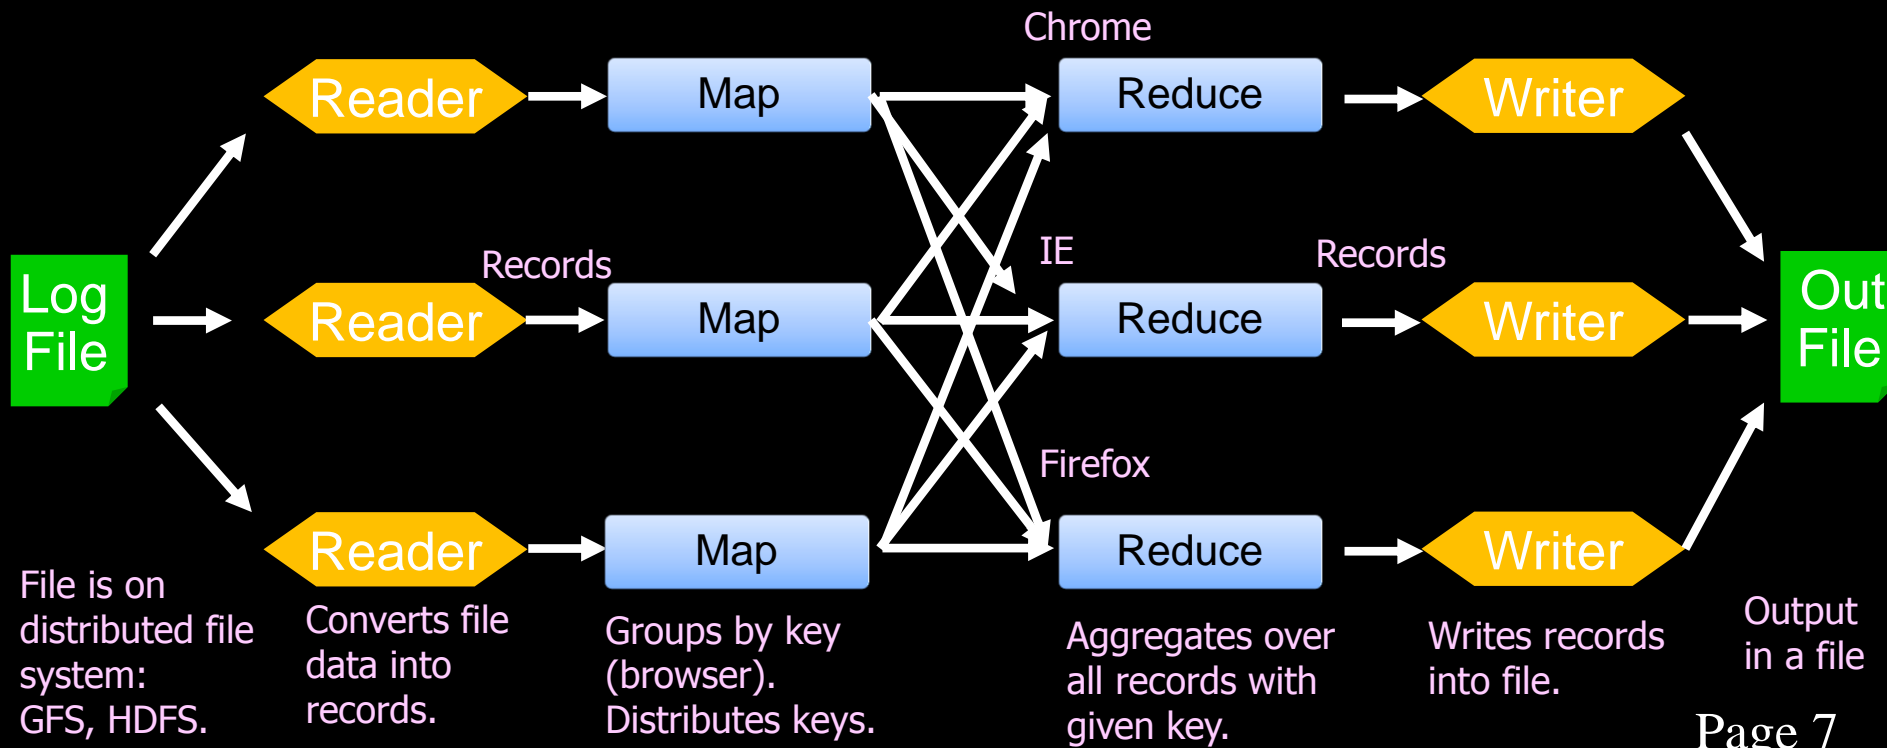 Chrome
Reader
Map
Reduce
Writer
Log
File
Reader
Records
Map
IE
Reduce
Records
Writer
Out
File
Firefox
Reader
Map
Reduce
Writer
File is on
distributed file
system:
GFS, HDFS.
Converts file
data into
records.
Groups by key
(browser).
Distributes keys.
Aggregates over
all records with
given key.
Writes records
into file.
Output
in a file
Page 7